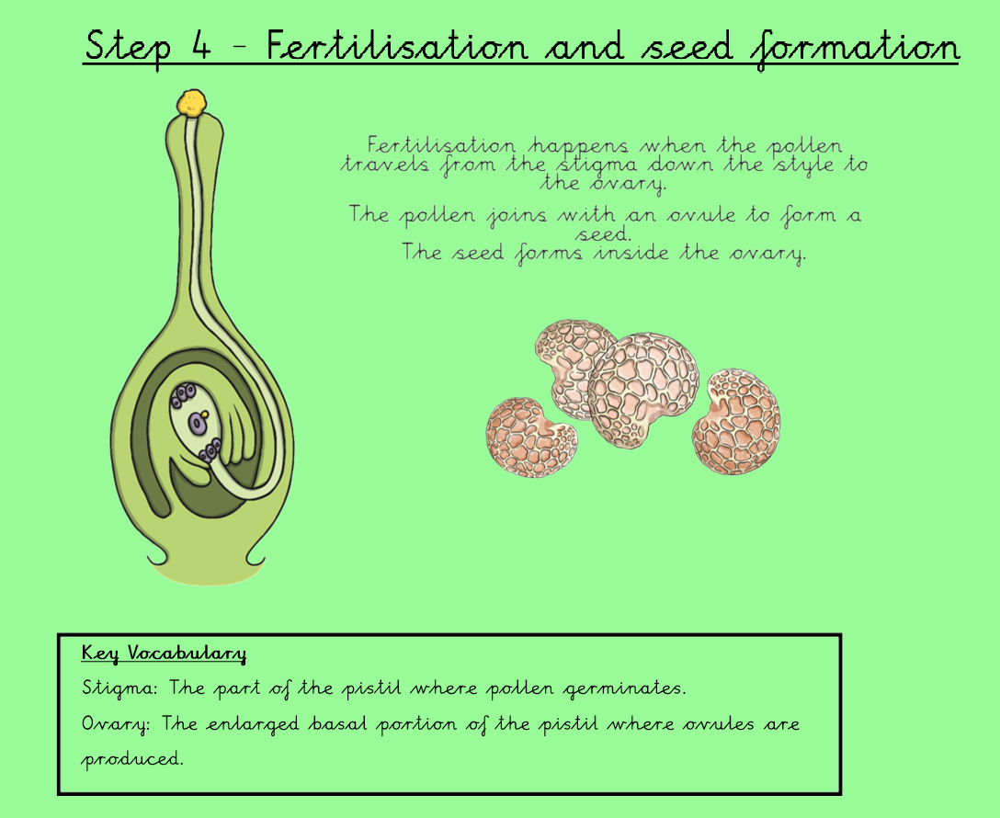 Step 4 - Fertilisation and seed formation
Fertilisation happens when the pollen
travels from the stigma down the style to
the ovary.
The pollen joins with an ovule to form a
seed.
The seed forms inside the ovary.
Key Vocabulary
Stigma: The part of the pistil where pollen germinates.
Ovary: The enlarged basal portion of the pistil where ovules are
produced.